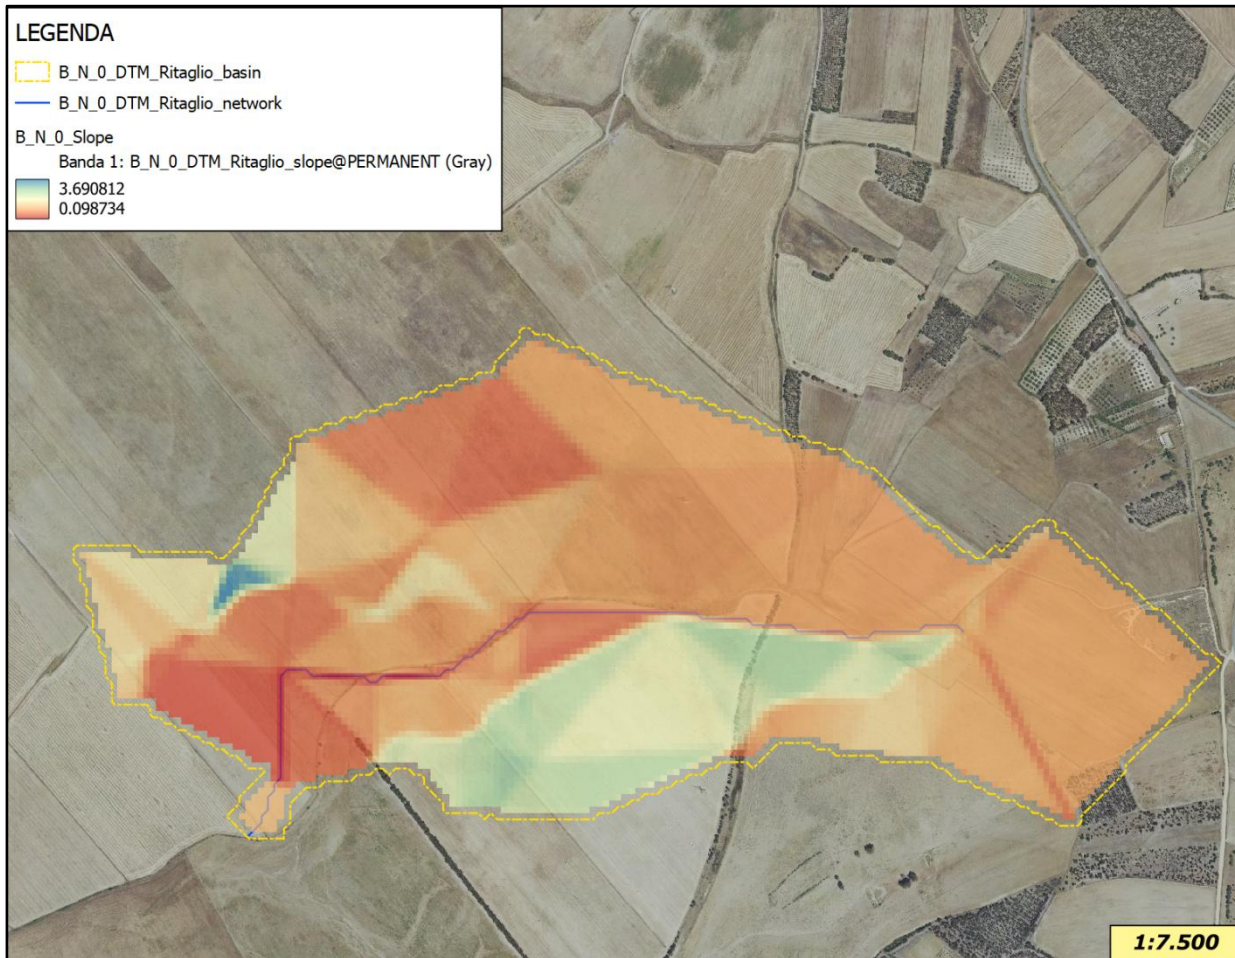 LEGENDA
B_N_0_DTM_Ritaglio_basin
B_N_0_DTM_Ritaglio_network
B_N_0_Slope
Banda 1: B_N_0_DTM_Ritaglio_slope@PERMANENT (Gray)
3.690812
0.098734
1:7.500